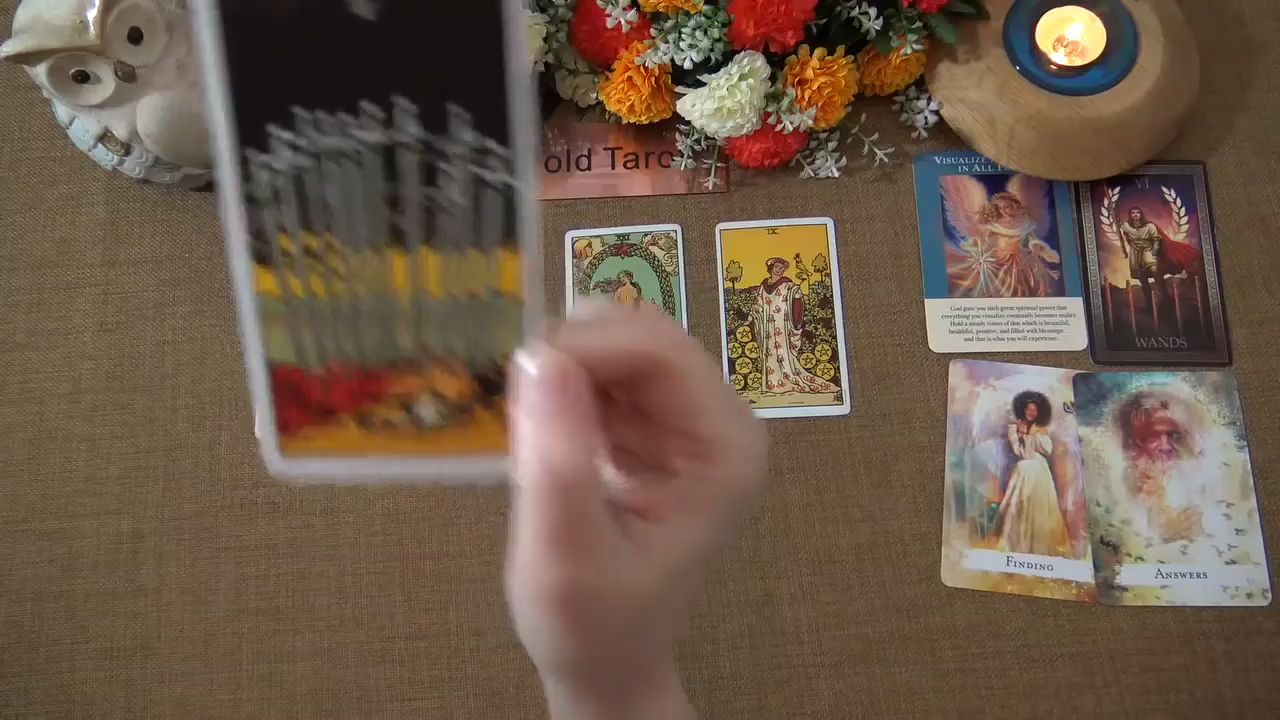 old Taro
VISUALIZE
IN ALL
God gave you such great spiritual power that
everything you visualize eventually becomes reality.
Hold a steady vision of that which is beautiful,
healthful, positive, and filled with blessings
and that is what you will experience.
VI
WANDS
XXI
IX
FINDING
ANSWERS